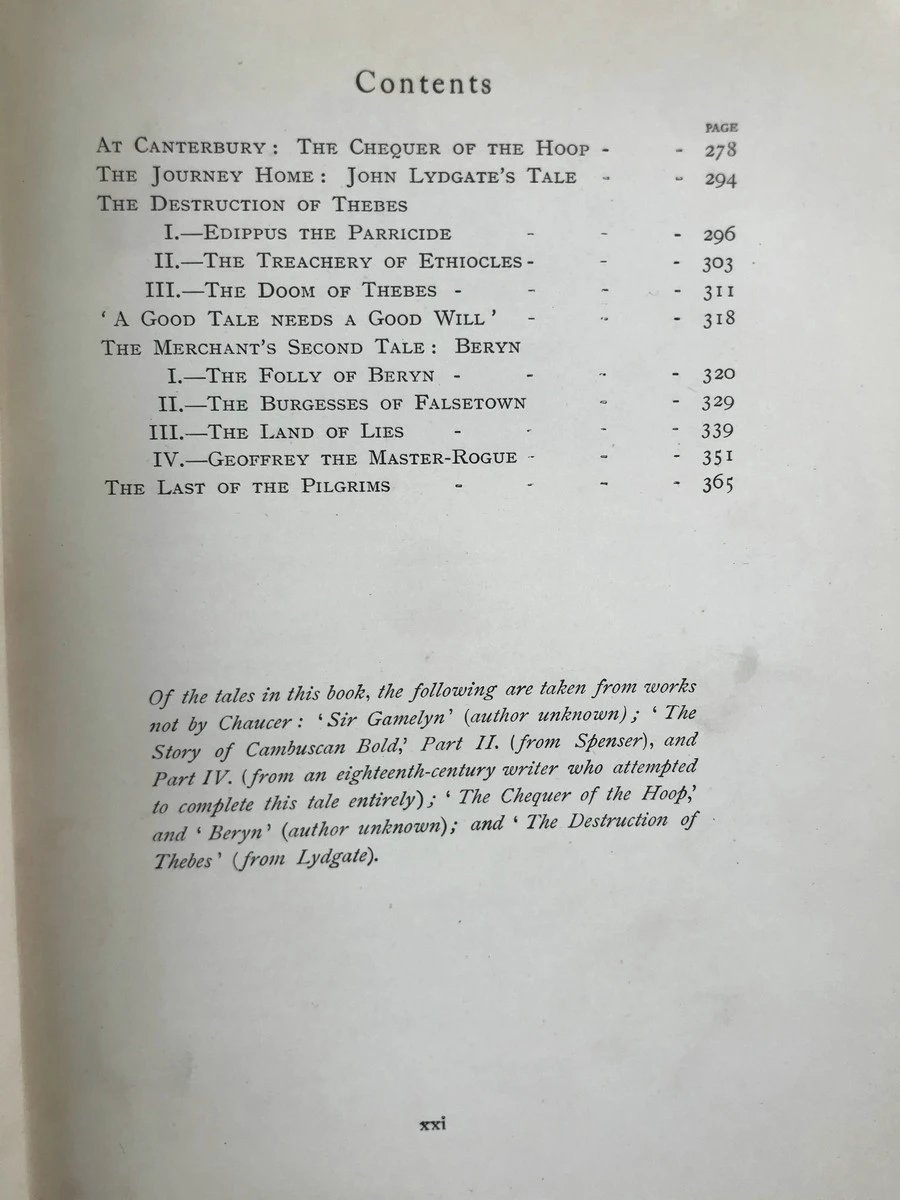 Contents
PAGE
At Canterbury: The Chequer of the Hoop - - 278
The Journey Home: John Lydgate's Tale - - 294
The Destruction of Thebes
I.—Edippus the Parricide - - - 296
II.—The Treachery of Ethiocles - - - 303
III.—The Doom of Thebes - - - - 311
'A Good Tale needs a Good Will' - - - 318
The Merchant's Second Tale: Beryn
I.—The Folly of Beryn - - - - 320
II.—The Burgesses of Falsetown - - 329
III.—The Land of Lies - - - - 339
IV.—Geoffrey the Master-Rogue - - - 351
The Last of the Pilgrims - - - - 365
Of the tales in this book, the following are taken from works
not by Chaucer: 'Sir Gamelyn' (author unknown); 'The
Story of Cambuscan Bold,' Part II. (from Spenser), and
Part IV. (from an eighteenth-century writer who attempted
to complete this tale entirely); 'The Chequer of the Hoop,'
and 'Beryn' (author unknown); and 'The Destruction of
Thebes' (from Lydgate).
xxi